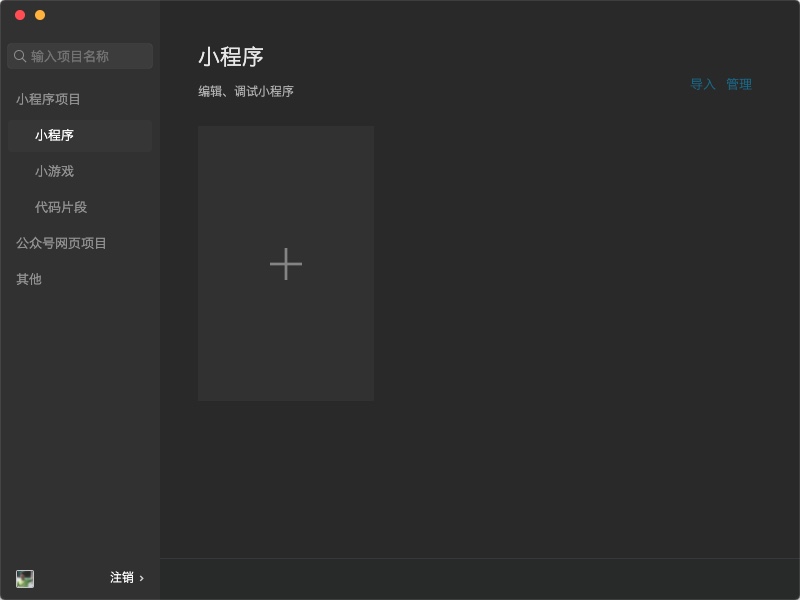 输入项目名称
小程序项目
小程序
小游戏
代码片段
公众号网页项目
其他
注销 ›
小程序
编辑、调试小程序
导入 管理